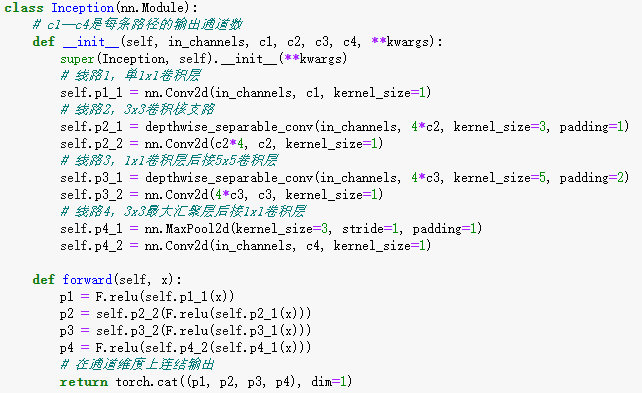 class Inception(nn.Module):
    # c1--c4是每条路径的输出通道数
    def __init__(self, in_channels, c1, c2, c3, c4, **kwargs):
        super(Inception, self).__init__(**kwargs)
        # 线路1，单1x1卷积层
        self.p1_1 = nn.Conv2d(in_channels, c1, kernel_size=1)
        # 线路2，3x3卷积核支路
        self.p2_1 = depthwise_separable_conv(in_channels, 4*c2, kernel_size=3, padding=1)
        self.p2_2 = nn.Conv2d(c2*4, c2, kernel_size=1)
        # 线路3，1x1卷积层后接5x5卷积层
        self.p3_1 = depthwise_separable_conv(in_channels, 4*c3, kernel_size=5, padding=2)
        self.p3_2 = nn.Conv2d(4*c3, c3, kernel_size=1)
        # 线路4，3x3最大汇聚层后接1x1卷积层
        self.p4_1 = nn.MaxPool2d(kernel_size=3, stride=1, padding=1)
        self.p4_2 = nn.Conv2d(in_channels, c4, kernel_size=1)

    def forward(self, x):
        p1 = F.relu(self.p1_1(x))
        p2 = self.p2_2(F.relu(self.p2_1(x)))
        p3 = self.p3_2(F.relu(self.p3_1(x)))
        p4 = F.relu(self.p4_2(self.p4_1(x)))
        # 在通道维度上连结输出
        return torch.cat((p1, p2, p3, p4), dim=1)